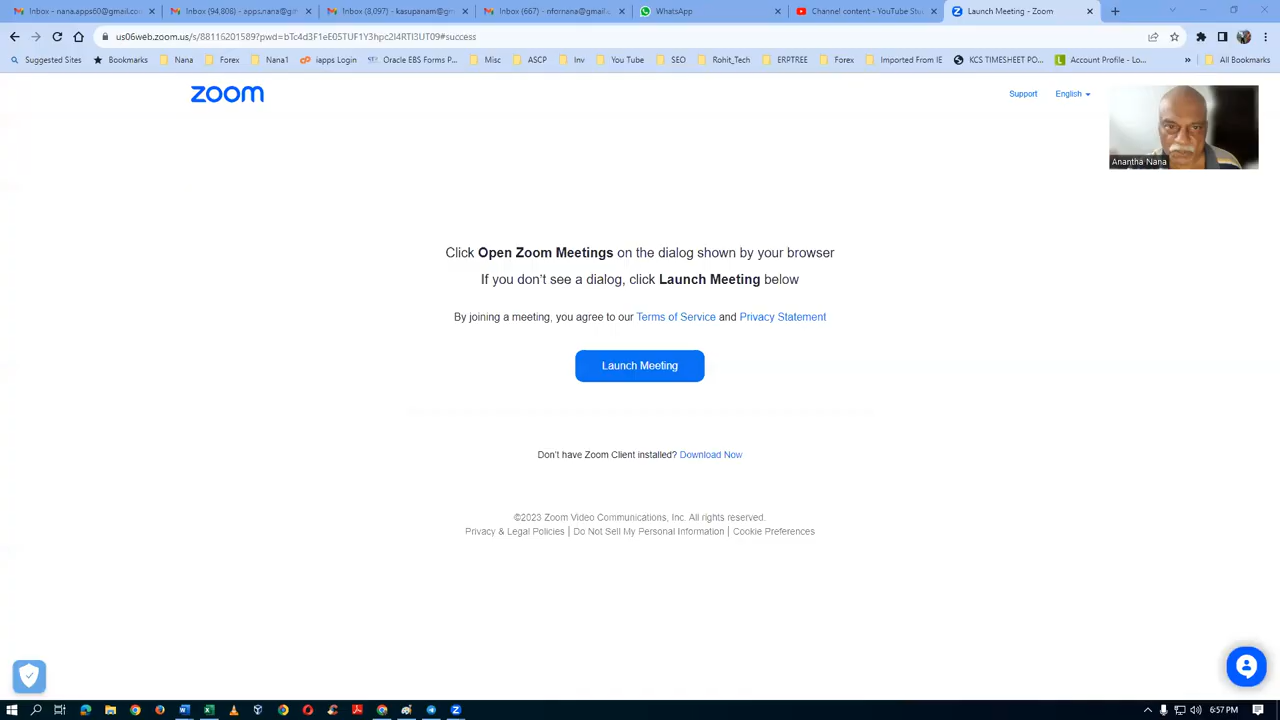 Inbox - nana.apps60@gmail.co
Inbox (94,806) - apps.nana@gm
Inbox (8,097) - kasupanam@gm
Inbox (667) - nfornana@gmail.c
WhatsApp
Channel content - YouTube Stu
Launch Meeting - Zoom
us06web.zoom.us/s/88116201589?pwd=bTc4d3F1eE05TUF1Y3hpc2I4RTI3UT09#success
Suggested Sites
Bookmarks
Nana
Forex
Nana1
iapps Login
Oracle EBS Forms P...
Misc
ASCP
Inv
You Tube
SEO
Rohit_Tech
ERPTREE
Forex
Imported From IE
KCS TIMESHEET PO...
Account Profile - Lo...
»
All Bookmarks
zoom
Support
English
Anantha Nana
Click Open Zoom Meetings on the dialog shown by your browser
If you don't see a dialog, click Launch Meeting below
By joining a meeting, you agree to our Terms of Service and Privacy Statement
Launch Meeting
Don't have Zoom Client installed? Download Now
©2023 Zoom Video Communications, Inc. All rights reserved.
Privacy & Legal Policies | Do Not Sell My Personal Information | Cookie Preferences
6:57 PM